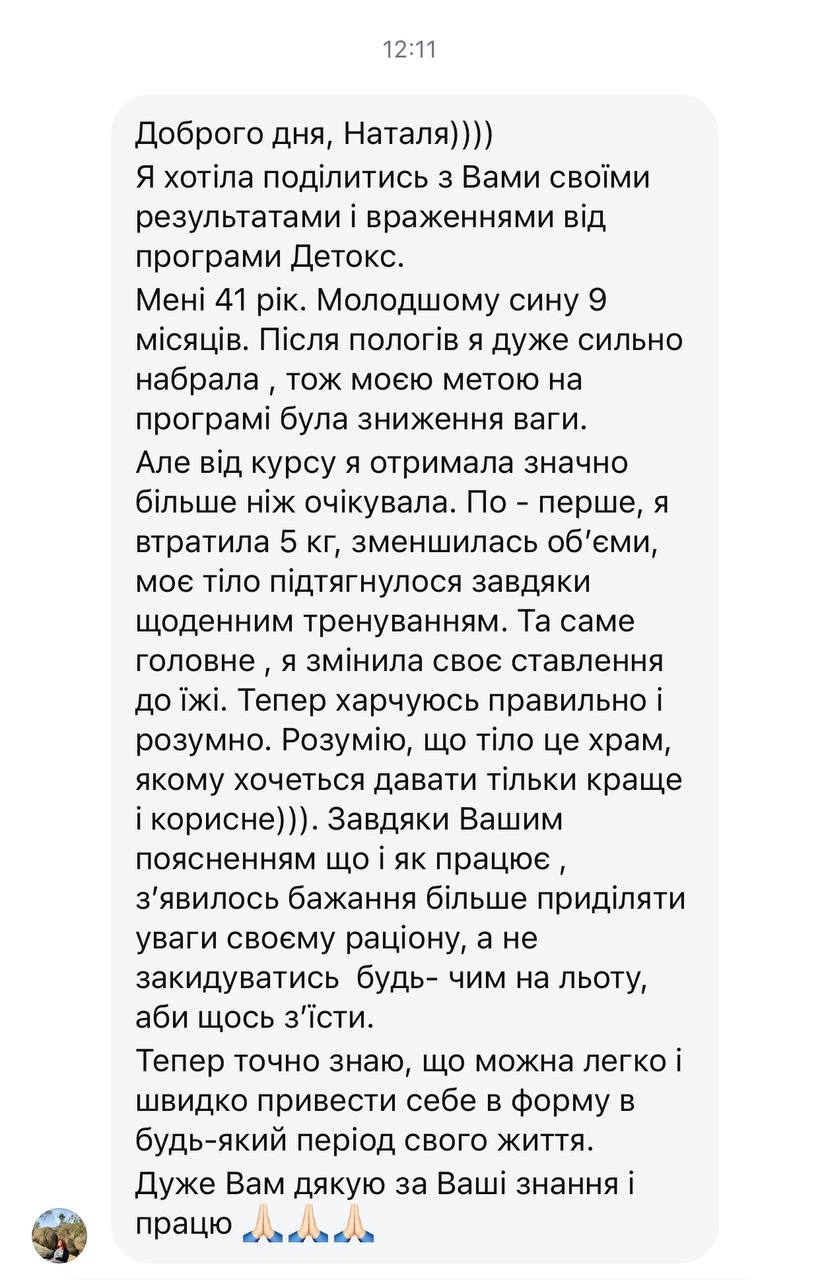 12:11
Доброго дня, Наталя))))
Я хотіла поділитись з Вами своїми
результатами і враженнями від
програми Детокс.
Мені 41 рік. Молодшому сину 9
місяців. Після пологів я дуже сильно
набрала , тож моєю метою на
програмі була зниження ваги.
Але від курсу я отримала значно
більше ніж очікувала. По - перше, я
втратила 5 кг, зменшилась об’єми,
моє тіло підтягнулося завдяки
щоденним тренуванням. Та саме
головне , я змінила своє ставлення
до їжі. Тепер харчуюсь правильно і
розумно. Розумію, що тіло це храм,
якому хочеться давати тільки краще
і корисне))). Завдяки Вашим
поясненням що і як працює ,
з’явилось бажання більше приділяти
уваги своєму раціону, а не
закидуватись  будь- чим на льоту,
аби щось з’їсти.
Тепер точно знаю, що можна легко і
швидко привести себе в форму в
будь-який період свого життя.
Дуже Вам дякую за Ваші знання і
працю 🙏🏻🙏🏻🙏🏻